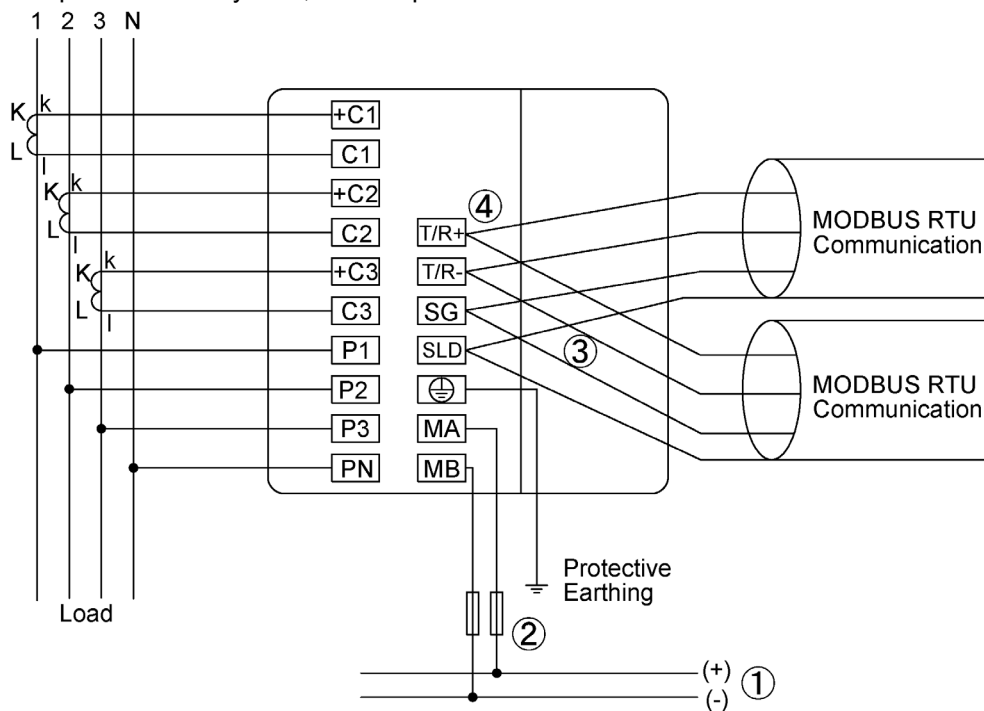 1 2 3 N
K k
L l
K k
L l
K k
L l
+C1
C1
+C2
C2
+C3
C3
P1
P2
P3
PN
④
T/R+
T/R-
SG
SLD
MA
MB
③
MODBUS RTU
Communication
MODBUS RTU
Communication
Protective
Earthing
Load
②
(+)
(-)
①